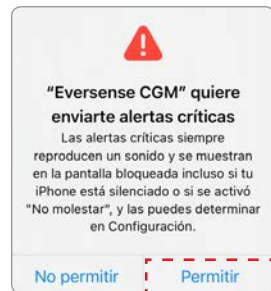 "Eversense CGM" quiere
enviarte alertas críticas
Las alertas críticas siempre
reproducen un sonido y se muestran
en la pantalla bloqueada incluso si tu
iPhone está silenciado o si se activó
"No molestar", y las puedes determinar
en Configuración.
No permitir
Permitir